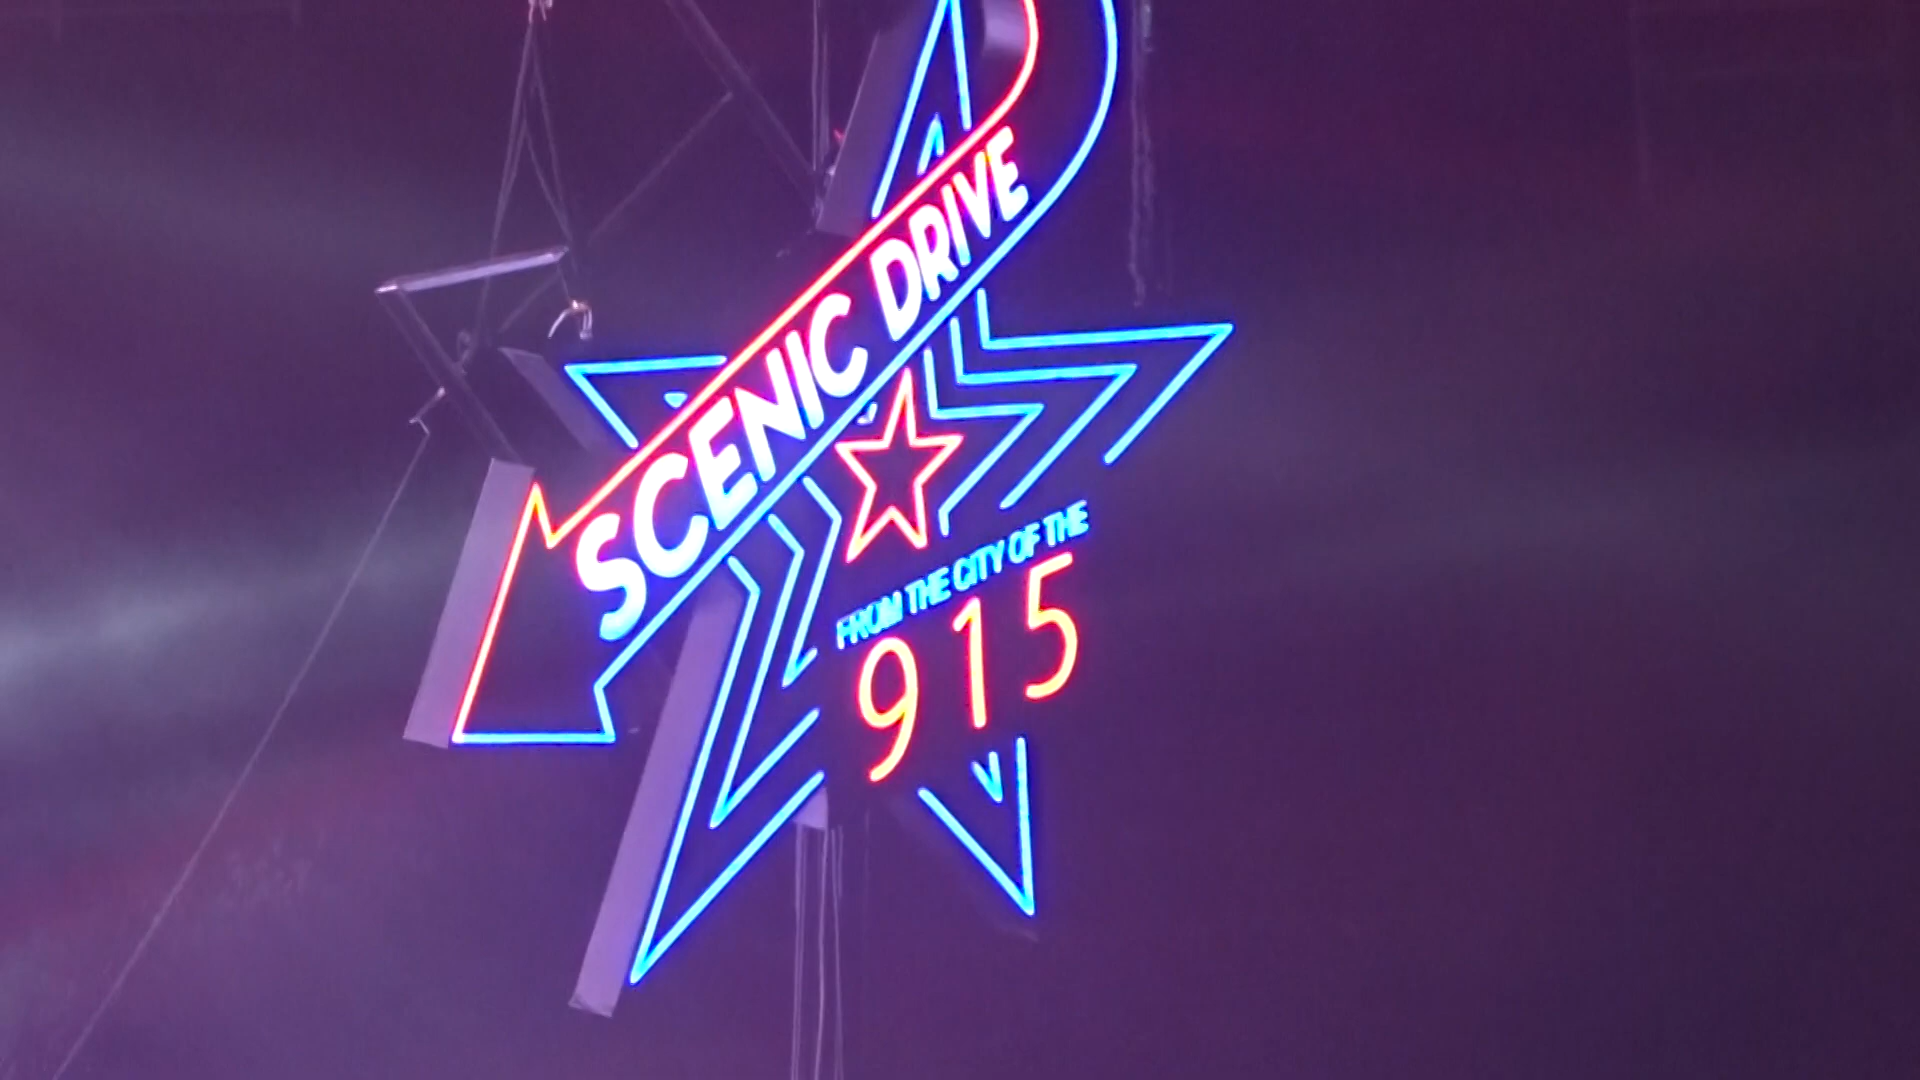 SCENIC DRIVE
FROM THE CITY OF THE
915